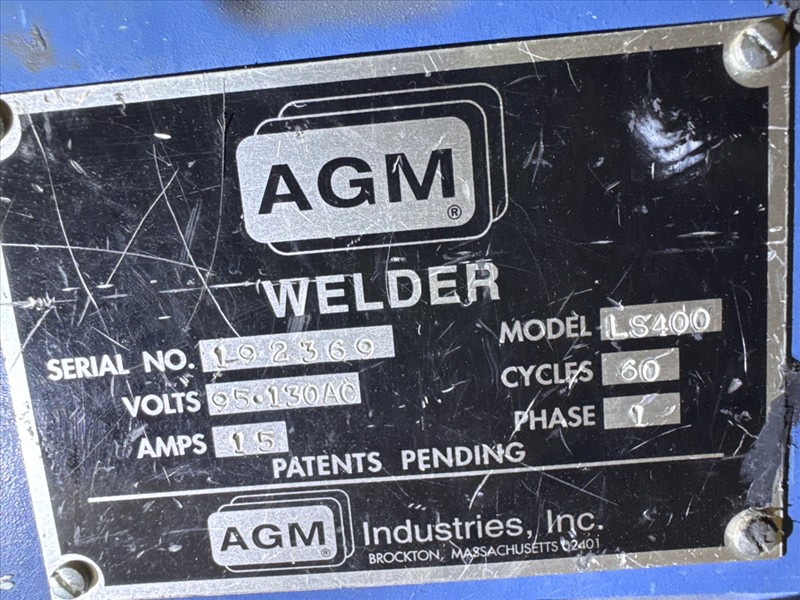 AGM®
WELDER
SERIAL NO. 192360
MODEL LS400
VOLTS 95-130AC
CYCLES 60
AMPS 15
PHASE 1
PATENTS PENDING
AGM® Industries, Inc.
BROCKTON, MASSACHUSETTS 02401